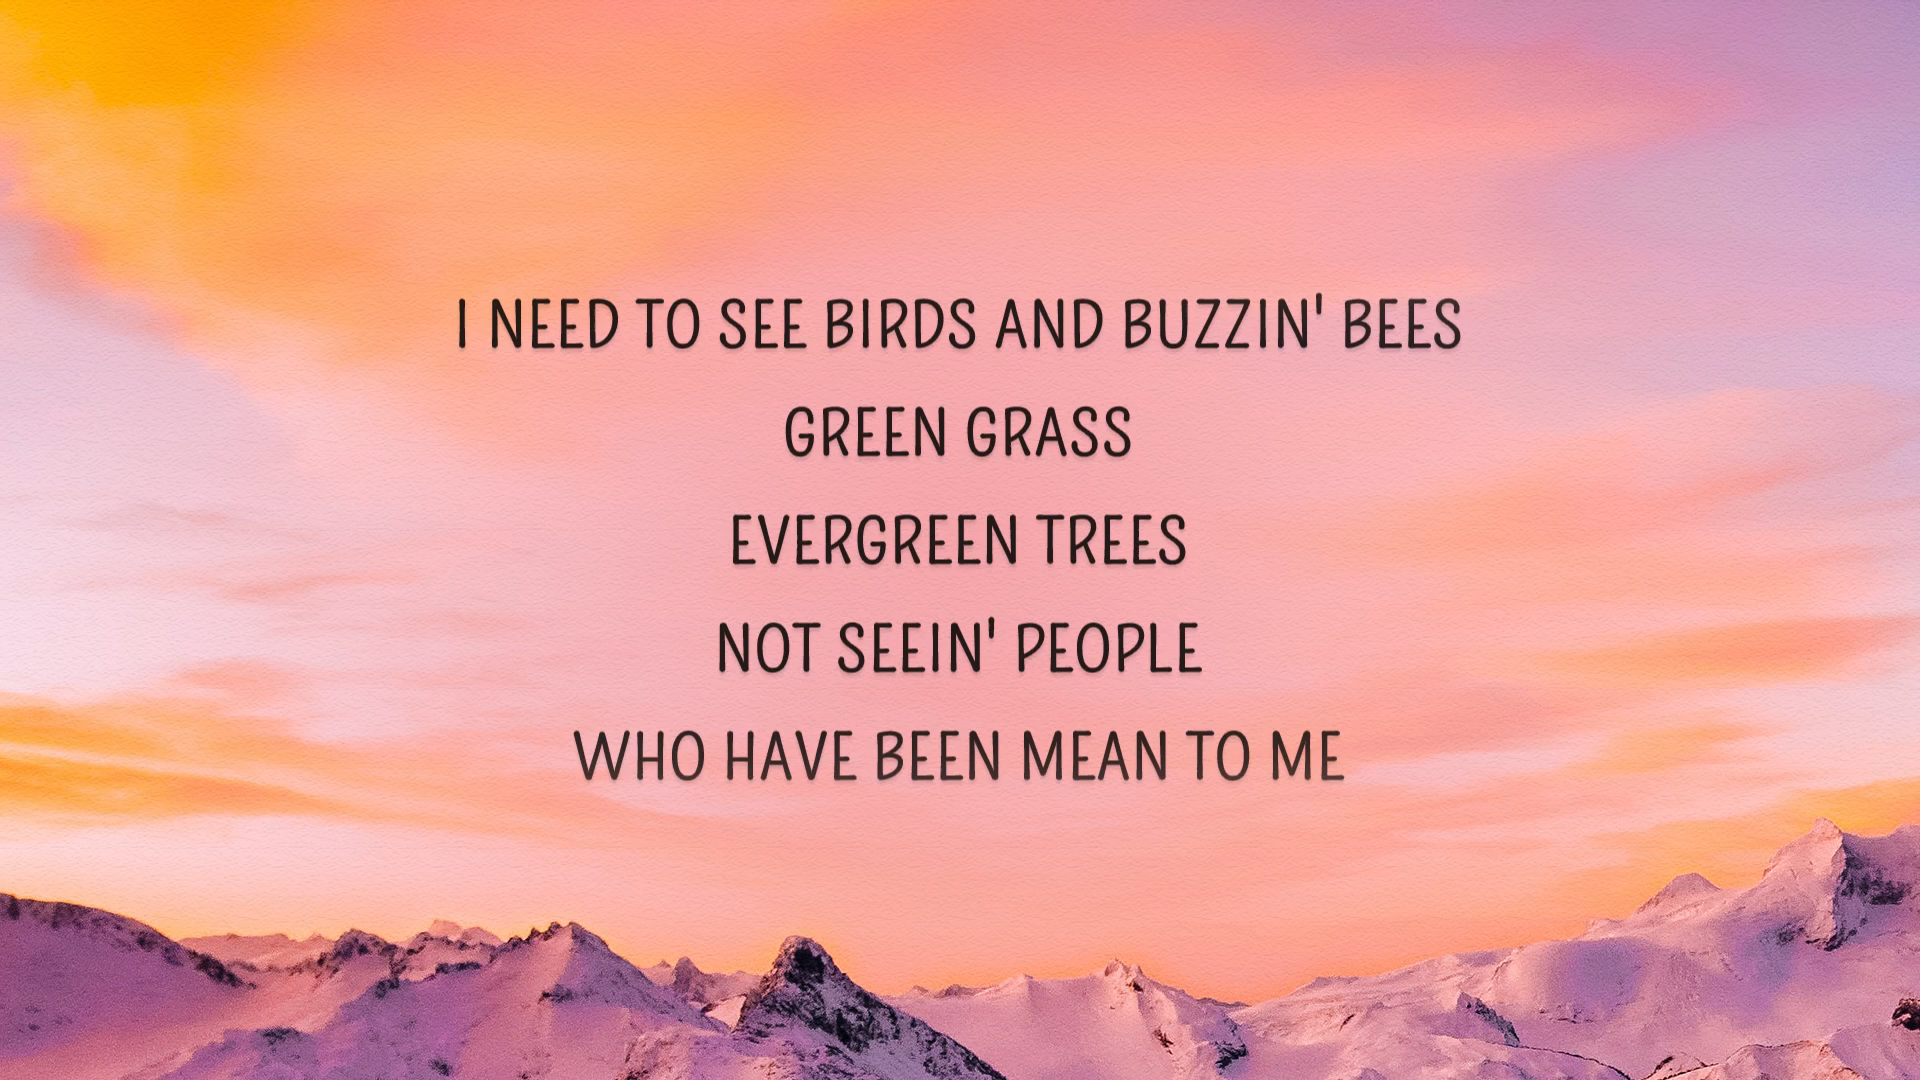 I NEED TO SEE BIRDS AND BUZZIN' BEES
GREEN GRASS
EVERGREEN TREES
NOT SEEIN' PEOPLE
WHO HAVE BEEN MEAN TO ME